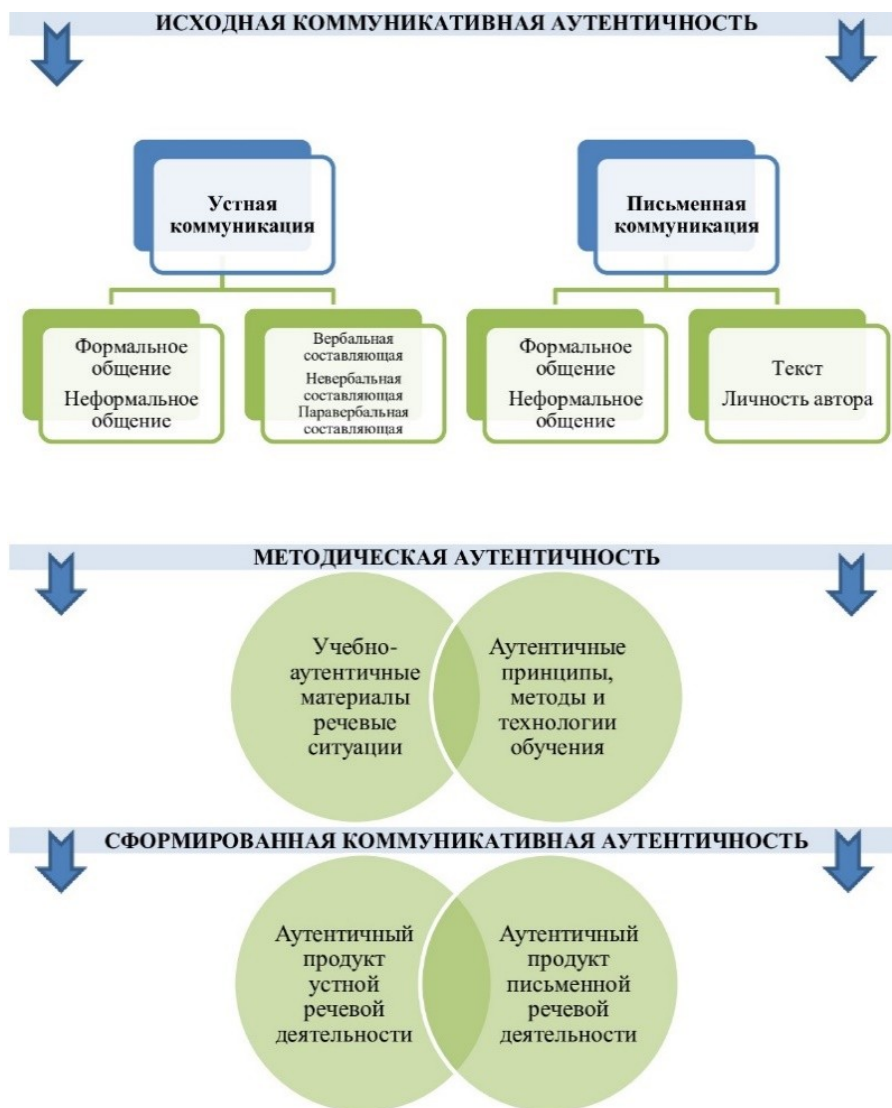 ИСХОДНАЯ КОММУНИКАТИВНАЯ АУТЕНТИЧНОСТЬ
Устная
коммуникация
Письменная
коммуникация
Формальное
общение
Неформальное
общение
Вербальная
составляющая
Невербальная
составляющая
Паравербальная
составляющая
Формальное
общение
Неформальное
общение
Текст
Личность автора
МЕТОДИЧЕСКАЯ АУТЕНТИЧНОСТЬ
Учебно-
аутентичные
материалы
речевые
ситуации
Аутентичные
принципы,
методы и
технологии
обучения
СФОРМИРОВАННАЯ КОММУНИКАТИВНАЯ АУТЕНТИЧНОСТЬ
Аутентичный
продукт
устной
речевой
деятельности
Аутентичный
продукт
письменной
речевой
деятельности